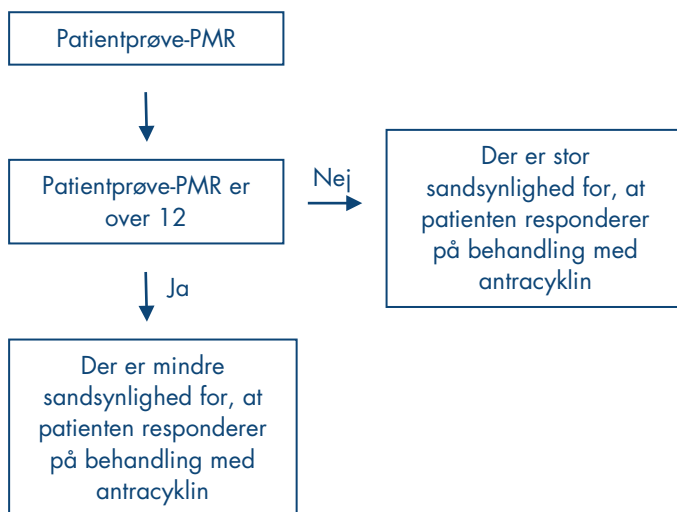 Patientprøve-PMR
Patientprøve-PMR er
over 12
Nej
Der er stor
sandsynlighed for, at
patienten responderer
på behandling med
antracyklin
Ja
Der er mindre
sandsynlighed for, at
patienten responderer
på behandling med
antracyklin